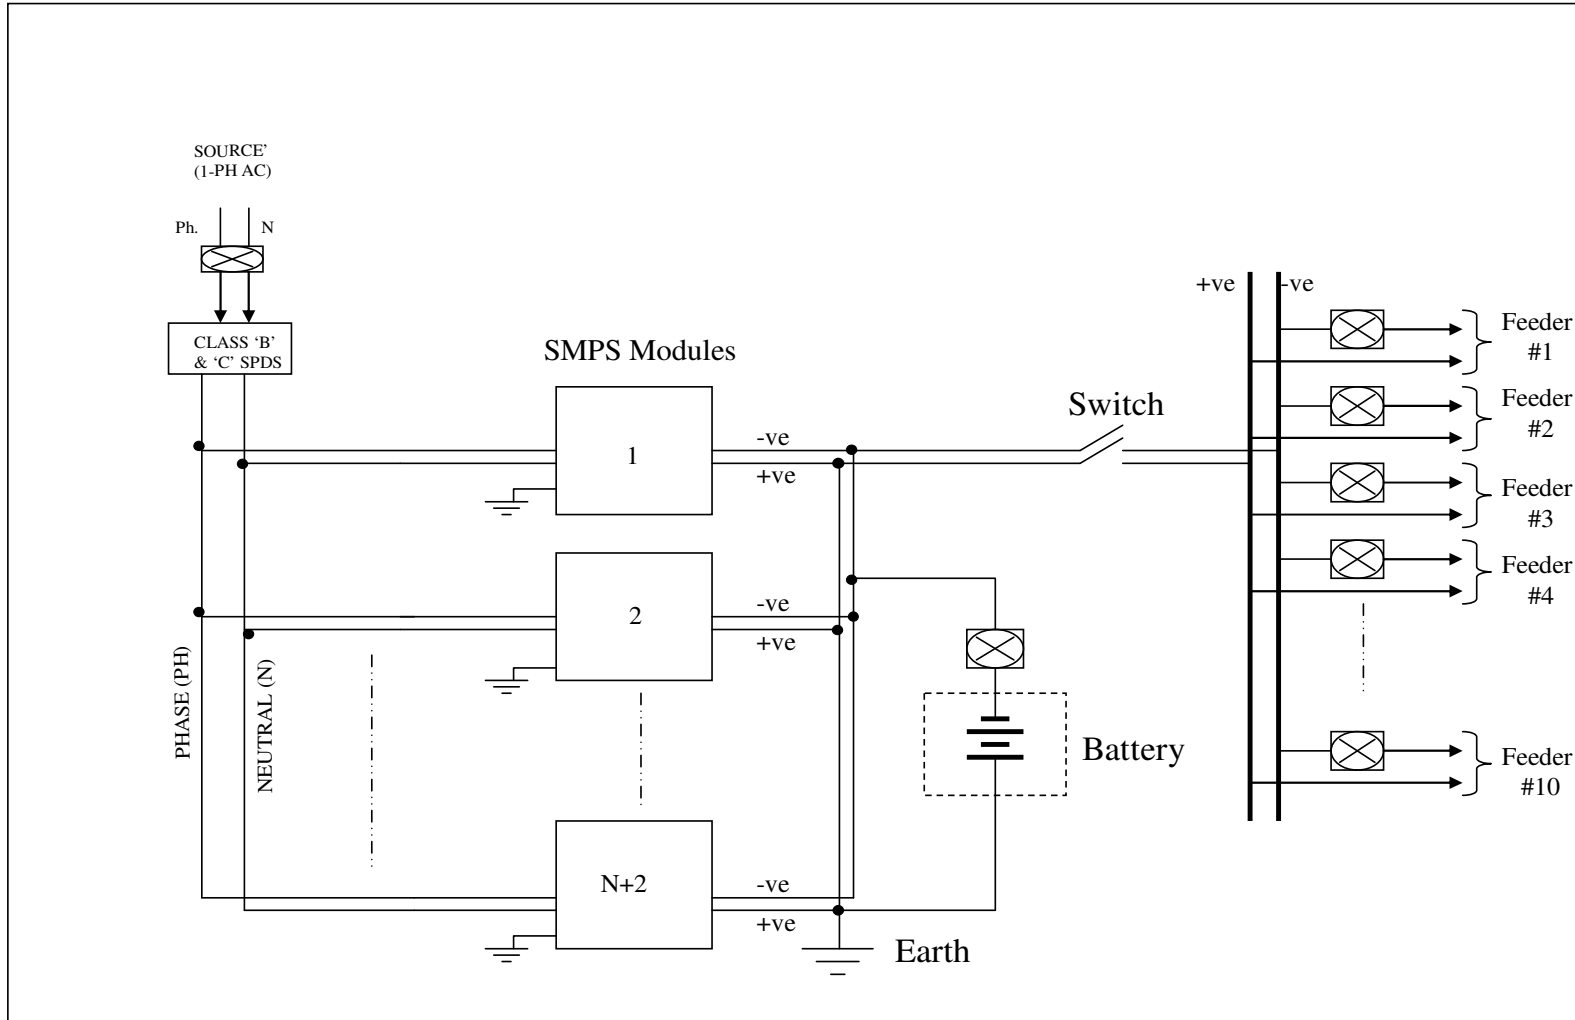 SOURCE’
(1-PH AC)
Ph.
N
CLASS ‘B’
& ‘C’ SPDS
SMPS Modules
1
-ve
+ve
2
-ve
+ve
N+2
-ve
+ve
PHASE (PH)
NEUTRAL (N)
Earth
Battery
Switch
+ve
-ve
Feeder
#1
Feeder
#2
Feeder
#3
Feeder
#4
Feeder
#10